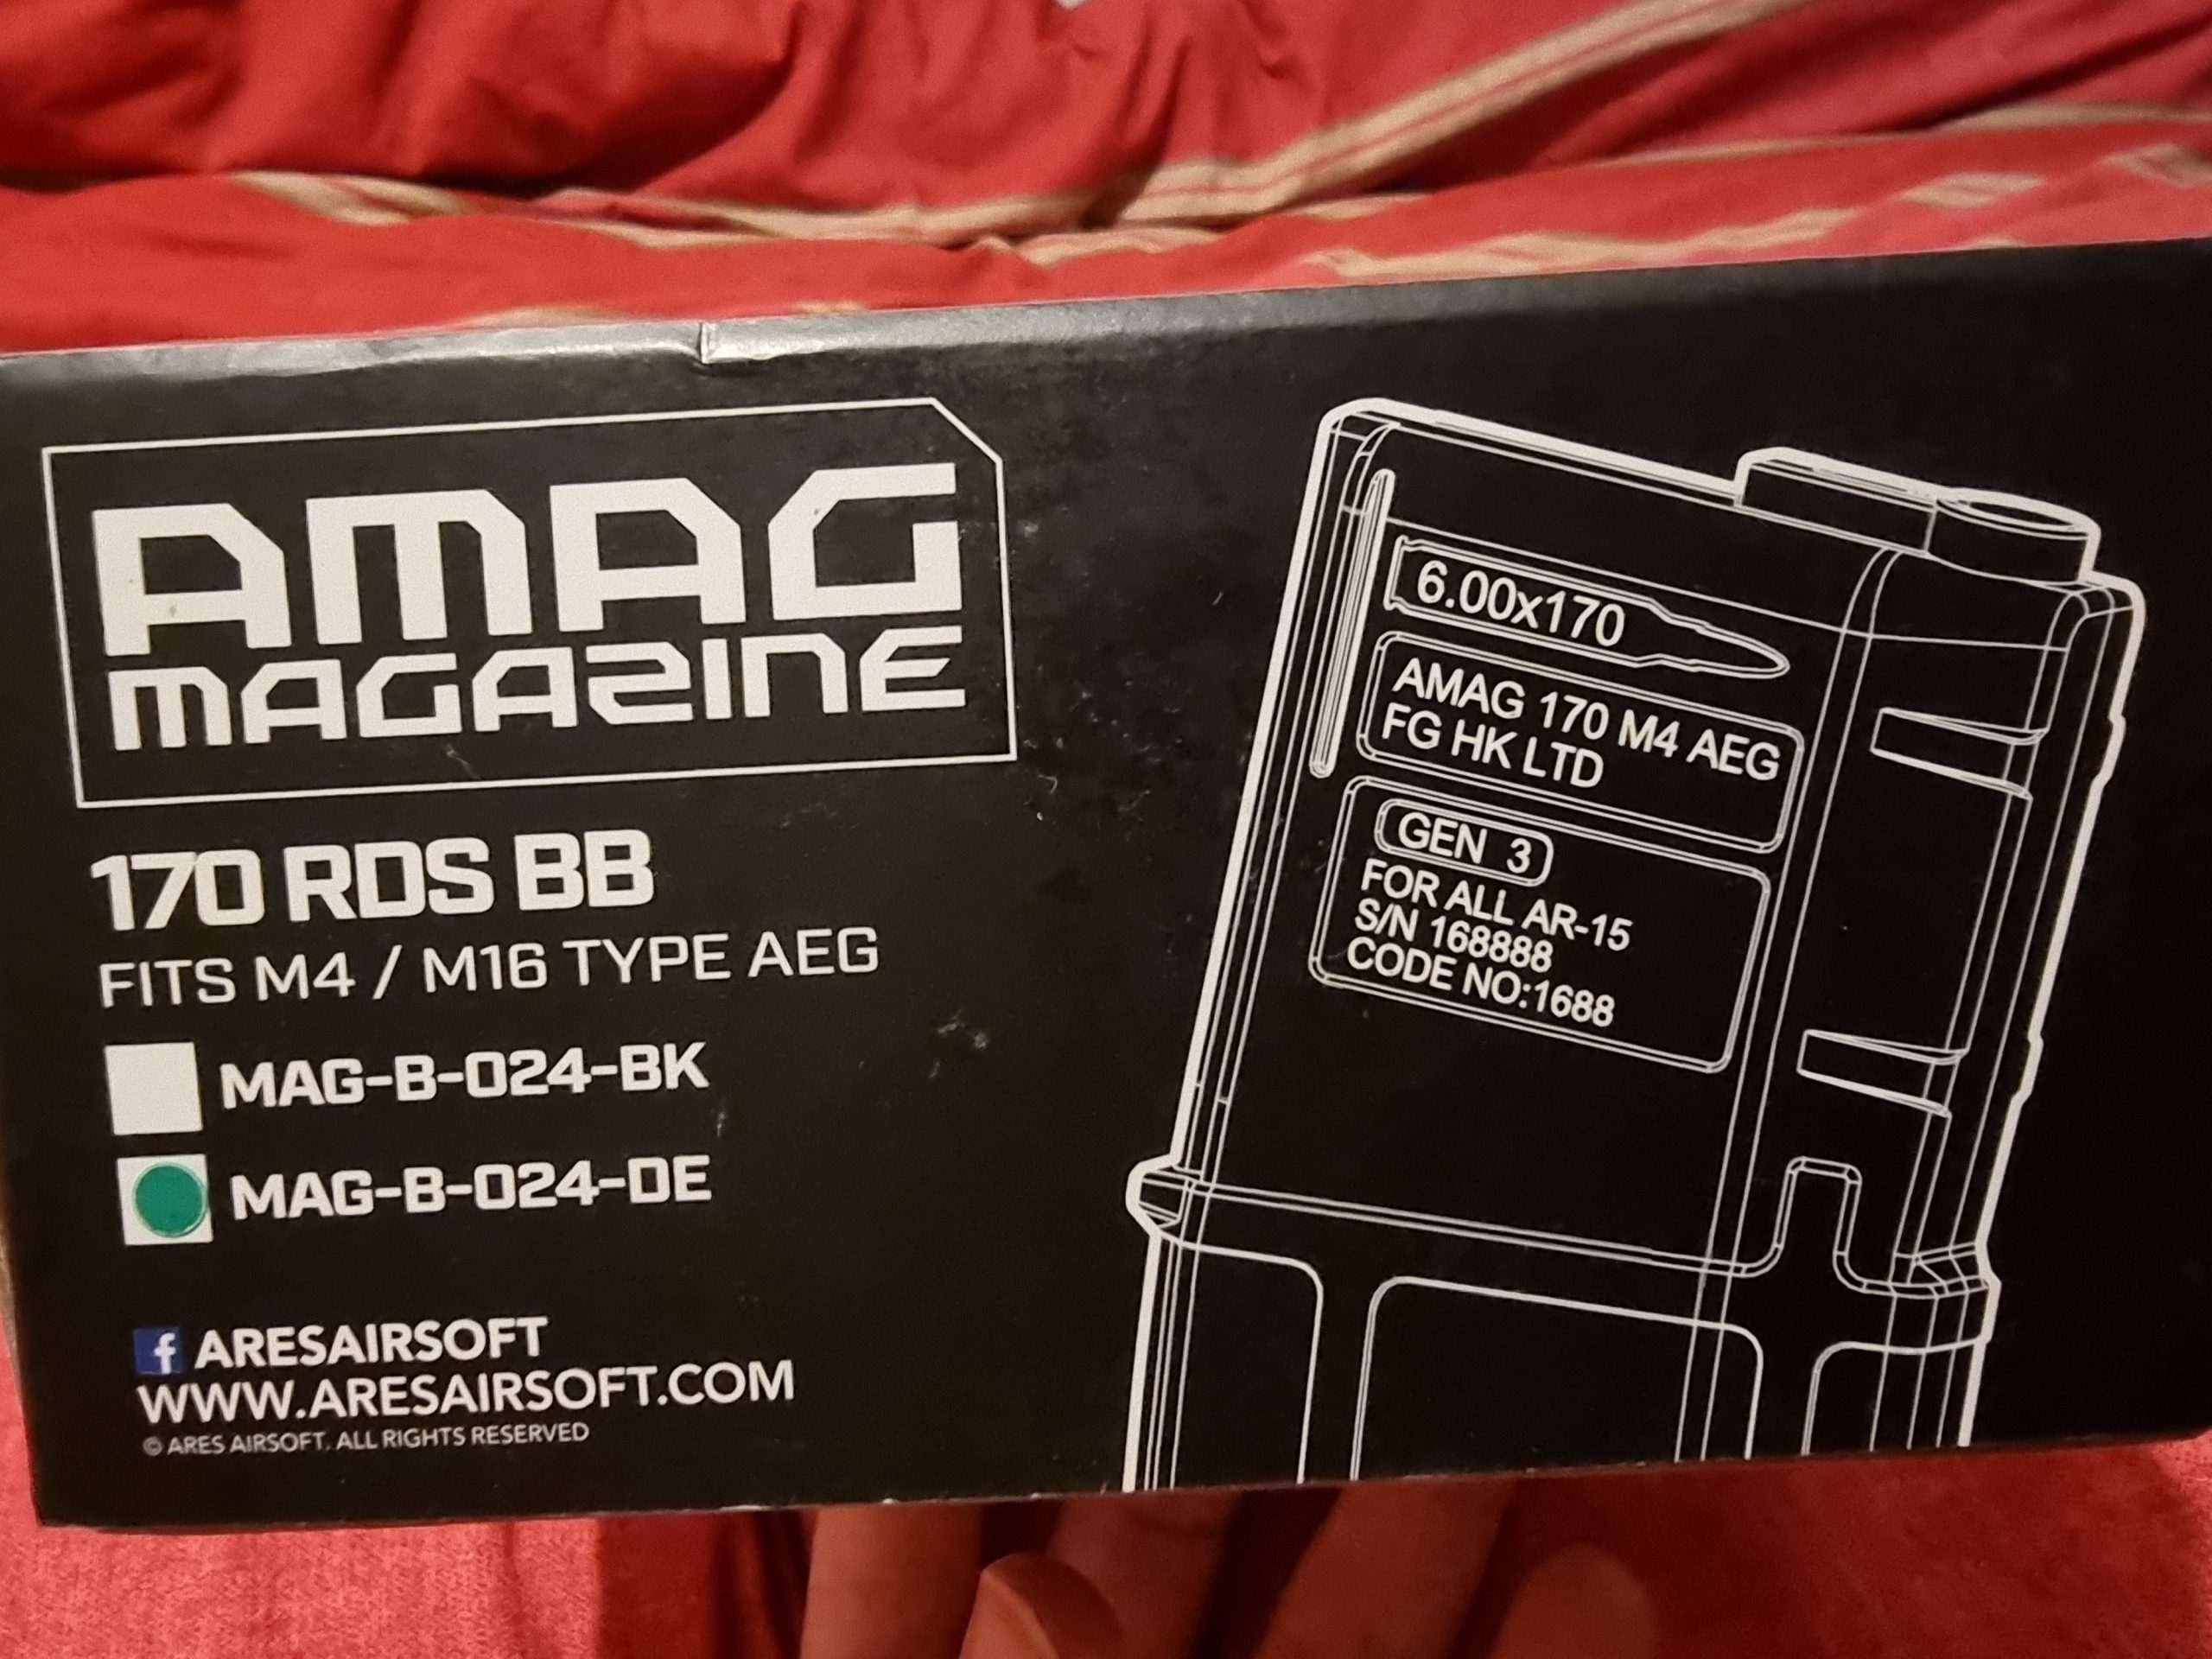 AMAG
MAGAZINE
170 RDS BB
FITS M4 / M16 TYPE AEG
MAG-B-024-BK
MAG-B-024-DE
f ARESAIRSOFT
WWW.ARESAIRSOFT.COM
© ARES AIRSOFT. ALL RIGHTS RESERVED
6.00x170
AMAG 170 M4 AEG
FG HK LTD
GEN 3
FOR ALL AR-15
S/N 168888
CODE NO:1688